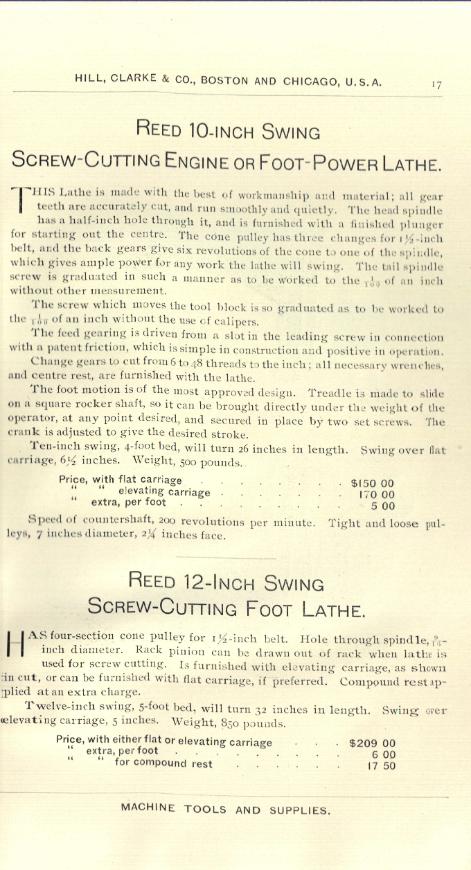 HILL, CLARKE & CO., BOSTON AND CHICAGO, U.S.A. 17
REED 10-INCH SWING
SCREW-CUTTING ENGINE OR FOOT-POWER LATHE.
THIS Lathe is made with the best of workmanship and material; all gear
teeth are accurately cut, and run smoothly and quietly. The head spindle
has a half-inch hole through it, and is furnished with a finished plunger
for starting out the centre. The cone pulley has three changes for 1½-inch
belt, and the back gears give six revolutions of the cone to one of the spindle,
which gives ample power for any work the lathe will swing. The tail spindle
screw is graduated in such a manner as to be worked to the of an inch
without other measurement.
The screw which moves the tool block is so graduated as to be worked to
the of an inch without the use of calipers.
The feed gearing is driven from a slot in the leading screw in connection
with a patent friction, which is simple in construction and positive in operation.
Change gears to cut from 6 to 48 threads to the inch; all necessary wrenches,
and centre rest, are furnished with the lathe.
The foot motion is of the most approved design. Treadle is made to slide
on a square rocker shaft, so it can be brought directly under the weight of the
operator, at any point desired, and secured in place by two set screws. The
crank is adjusted to give the desired stroke.
Ten-inch swing, 4-foot bed, will turn 26 inches in length. Swing over flat
carriage, 6½ inches. Weight, 500 pounds.
Price, with flat carriage . . . . . . . $150 00
" " elevating carriage . . . . . . 170 00
" extra, per foot . . . . . . . . 5 00
Speed of countershaft, 200 revolutions per minute. Tight and loose pul-
leys, 7 inches diameter, 2¼ inches face.
REED 12-INCH SWING
SCREW-CUTTING FOOT LATHE.
HAS four-section cone pulley for 1½-inch belt. Hole through spindle,
inch diameter. Rack pinion can be drawn out of rack when lathe is
used for screw cutting. Is furnished with elevating carriage, as shown
in cut, or can be furnished with flat carriage, if preferred. Compound rest ap-
plied at an extra charge.
Twelve-inch swing, 5-foot bed, will turn 32 inches in length. Swing over
elevating carriage, 5 inches. Weight, 850 pounds.
Price, with either flat or elevating carriage . . . $209 00
" extra, per foot . . . . . . . . 6 00
" " for compound rest . . . . . . 17 50
MACHINE TOOLS AND SUPPLIES.